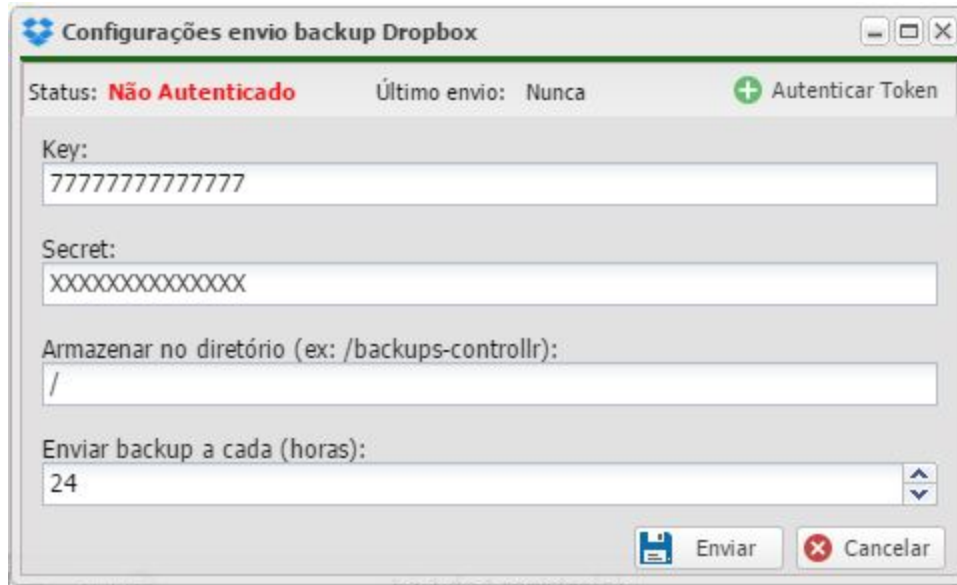 Configurações envio backup Dropbox
Status: Não Autenticado Último envio: Nunca Autenticar Token
Key:
77777777777777
Secret:
XXXXXXXXXXXXXX
Armazenar no diretório (ex: /backups-controllr):
/
Enviar backup a cada (horas):
24
Enviar Cancelar